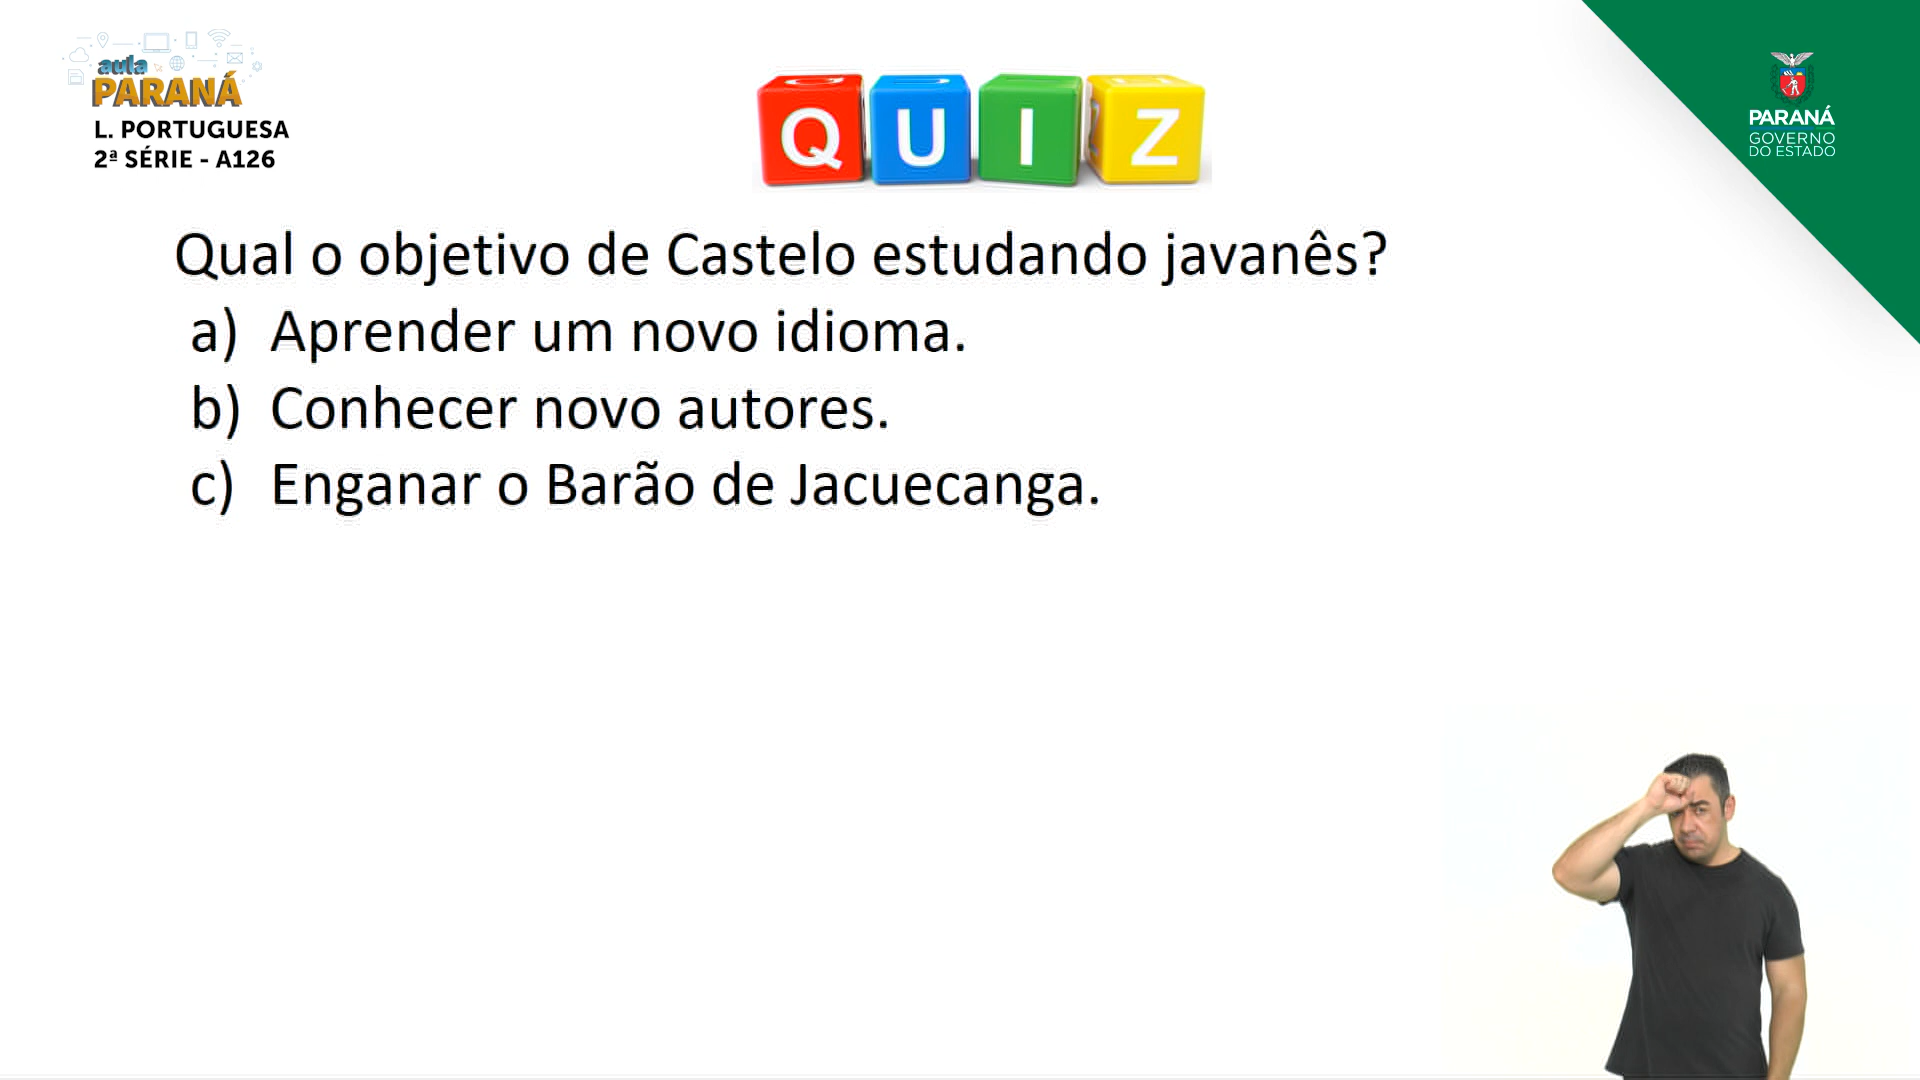 aula
PARANÁ
L. PORTUGUESA
2ª SÉRIE - A126
QUIZ
PARANÁ
GOVERNO
DO ESTADO
Qual o objetivo de Castelo estudando javanês?
a) Aprender um novo idioma.
b) Conhecer novo autores.
c) Enganar o Barão de Jacuecanga.